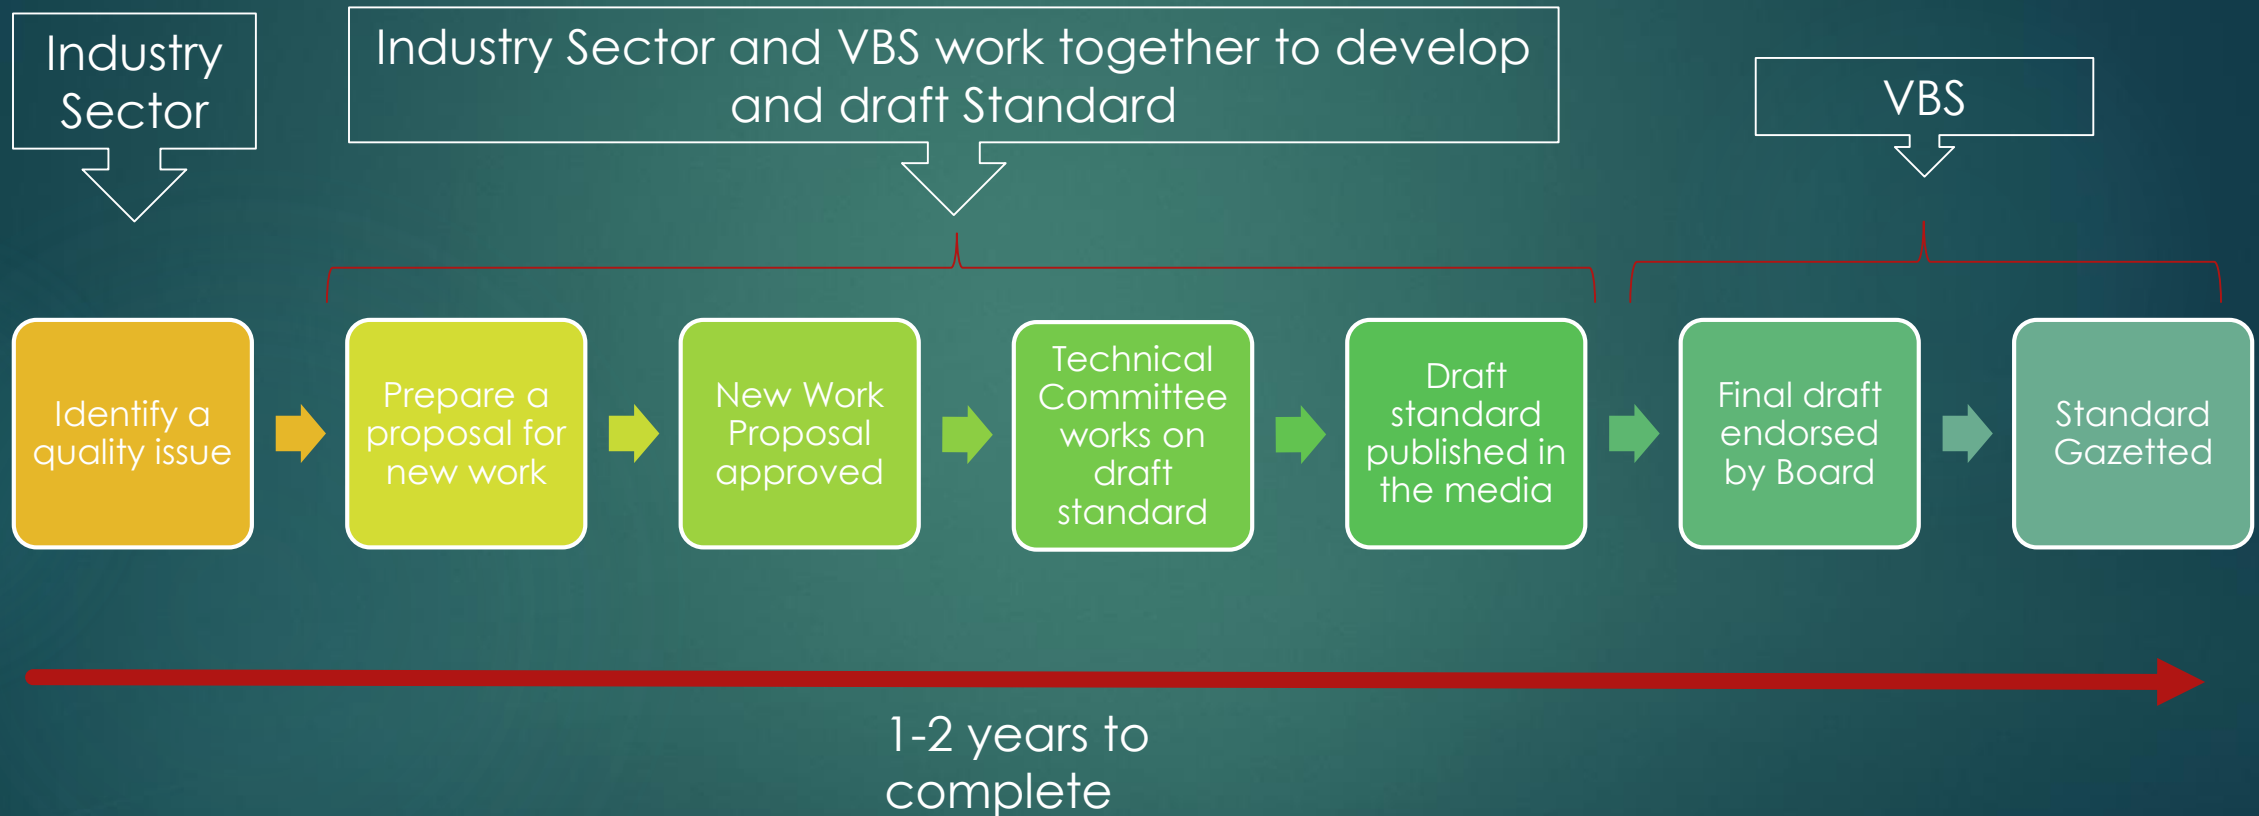 Industry
Sector
Industry Sector and VBS work together to develop
and draft Standard
VBS
Identify a
quality issue
Prepare a
proposal for
new work
New Work
Proposal
approved
Technical
Committee
works on
draft
standard
Draft
standard
published in
the media
Final draft
endorsed
by Board
Standard
Gazetted
1-2 years to
complete